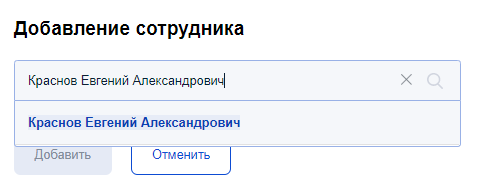 Добавление сотрудника
Краснов Евгений Александрович
Краснов Евгений Александрович
Добавить Отменить